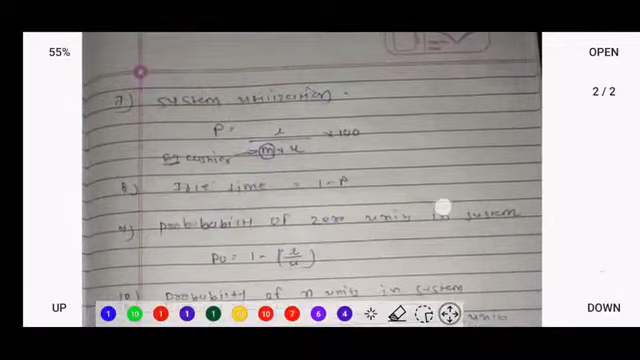 55%
OPEN
2 / 2
7) System utilization.
P = λ / m × u × 100
Eg cashier → m
8) Idle time = 1 - P
9) Probability of zero units in system
Po = 1 - [λ / u]
10) Probability of n units in system
UP
1 10 1 1 1 10 7 6 4
DOWN
units